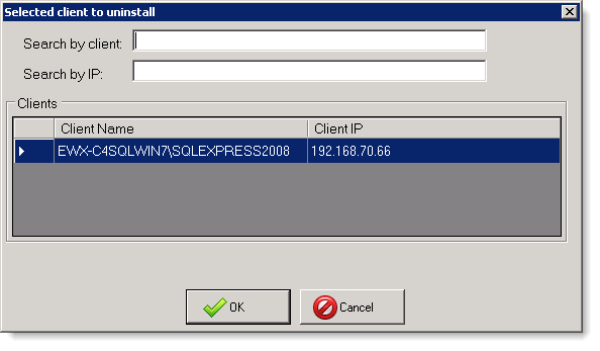 Selected client to uninstall
Search by client:
Search by IP:
Clients
Client Name Client IP
EWX-C4SQLWIN7\SQLEXPRESS2008 192.168.70.66
OK Cancel